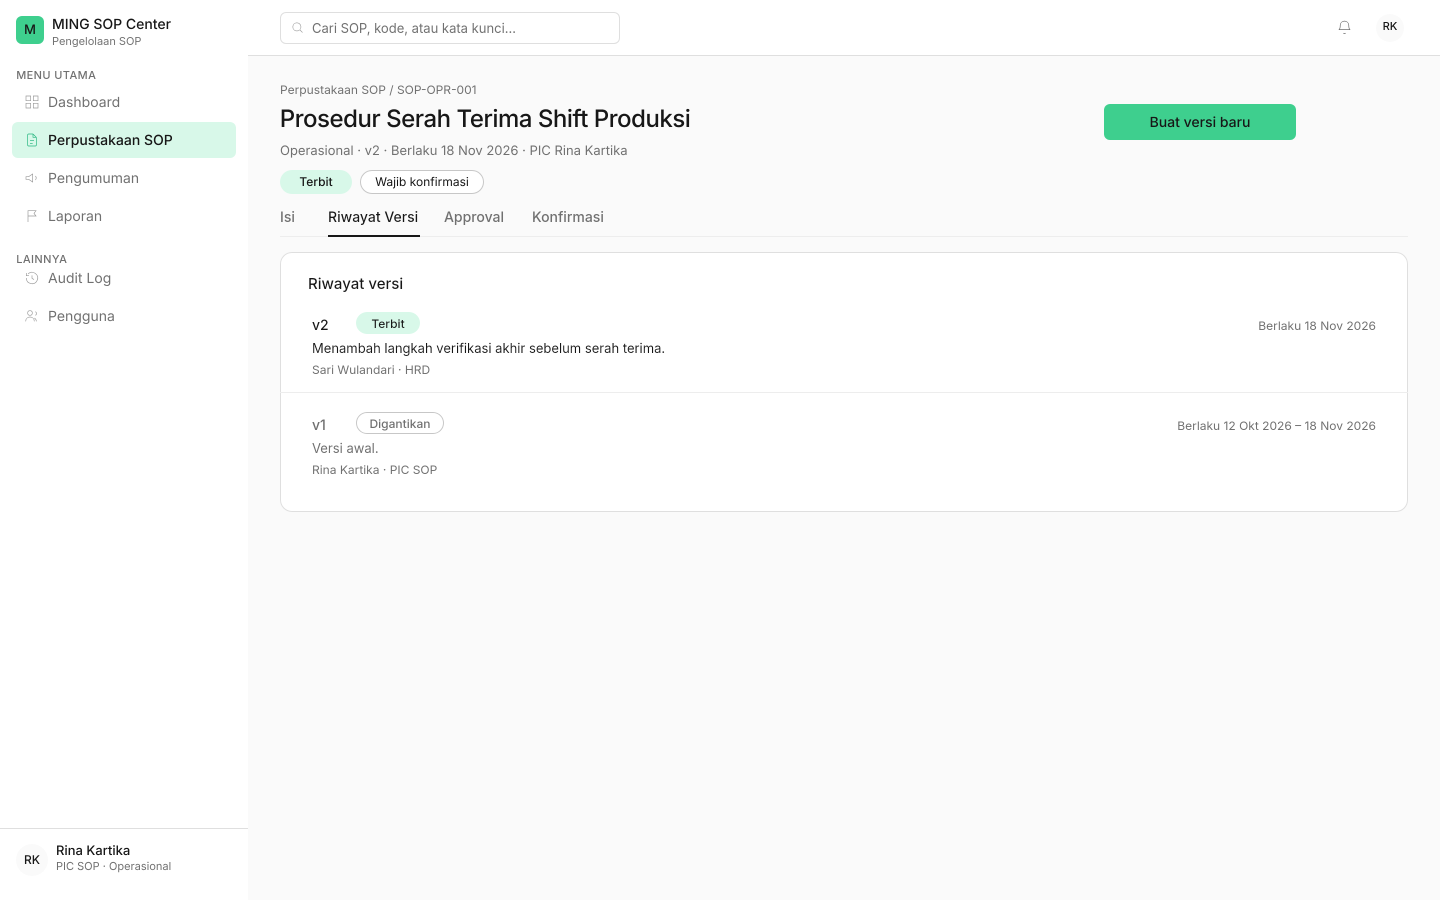 M
MING SOP Center
Pengelolaan SOP
MENU UTAMA
Dashboard
Perpustakaan SOP
Pengumuman
Laporan
LAINNYA
Audit Log
Pengguna
RK
Rina Kartika
PIC SOP · Operasional
Cari SOP, kode, atau kata kunci...
RK
Perpustakaan SOP / SOP-OPR-001
Prosedur Serah Terima Shift Produksi
Buat versi baru
Operasional · v2 · Berlaku 18 Nov 2026 · PIC Rina Kartika
Terbit Wajib konfirmasi
Isi Riwayat Versi Approval Konfirmasi
Riwayat versi
v2 Terbit Berlaku 18 Nov 2026
Menambah langkah verifikasi akhir sebelum serah terima.
Sari Wulandari · HRD
v1 Digantikan Berlaku 12 Okt 2026 – 18 Nov 2026
Versi awal.
Rina Kartika · PIC SOP